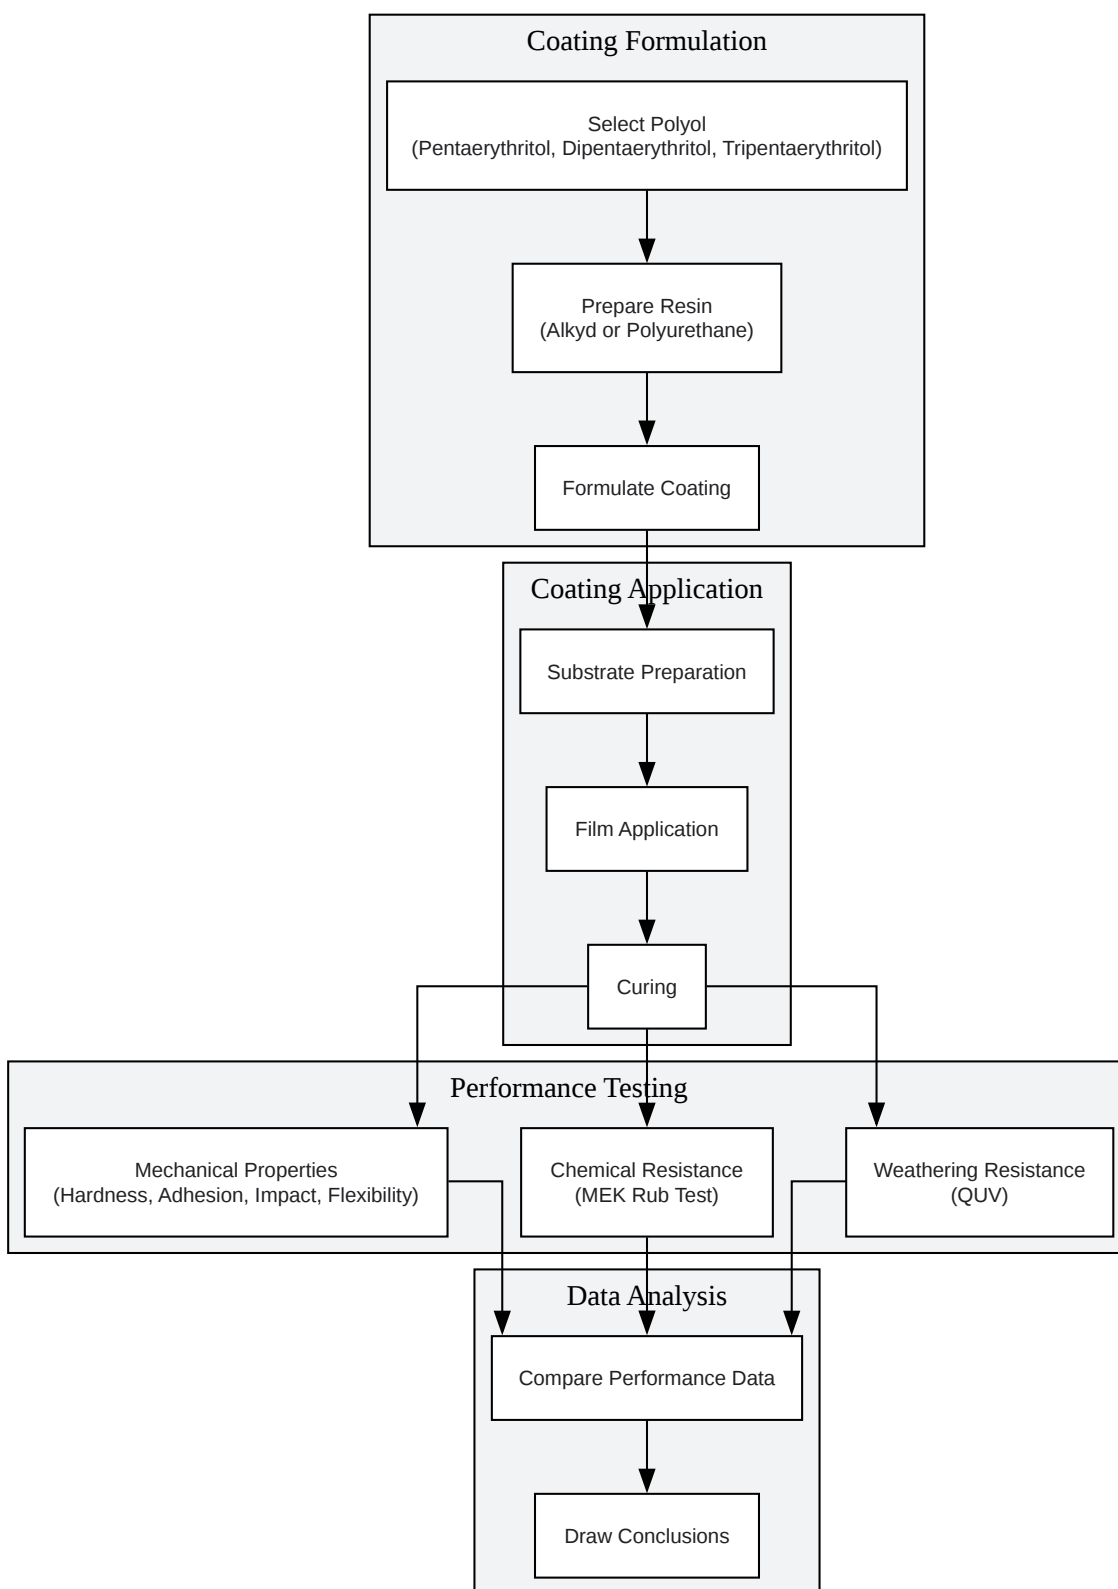 Coating Formulation
Select Polyol
(Pentaerythritol, Dipentaerythritol, Tripentaerythritol)
Prepare Resin
(Alkyd or Polyurethane)
Formulate Coating
Coating Application
Substrate Preparation
Film Application
Curing
Performance Testing
Mechanical Properties
(Hardness, Adhesion, Impact, Flexibility)
Chemical Resistance
(MEK Rub Test)
Weathering Resistance
(QUV)
Data Analysis
Compare Performance Data
Draw Conclusions